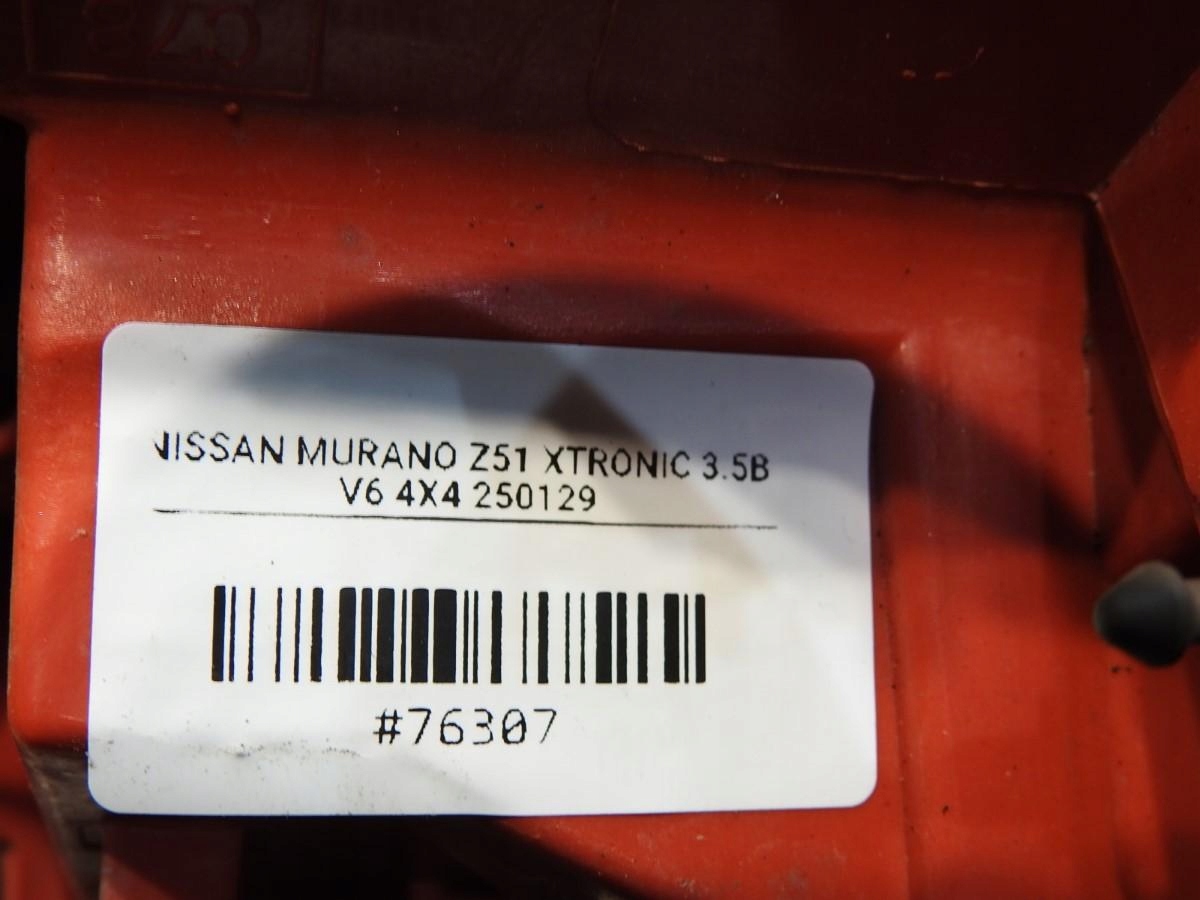 NISSAN MURANO Z51 XTRONIC 3.5B
V6 4X4 250129
#76307